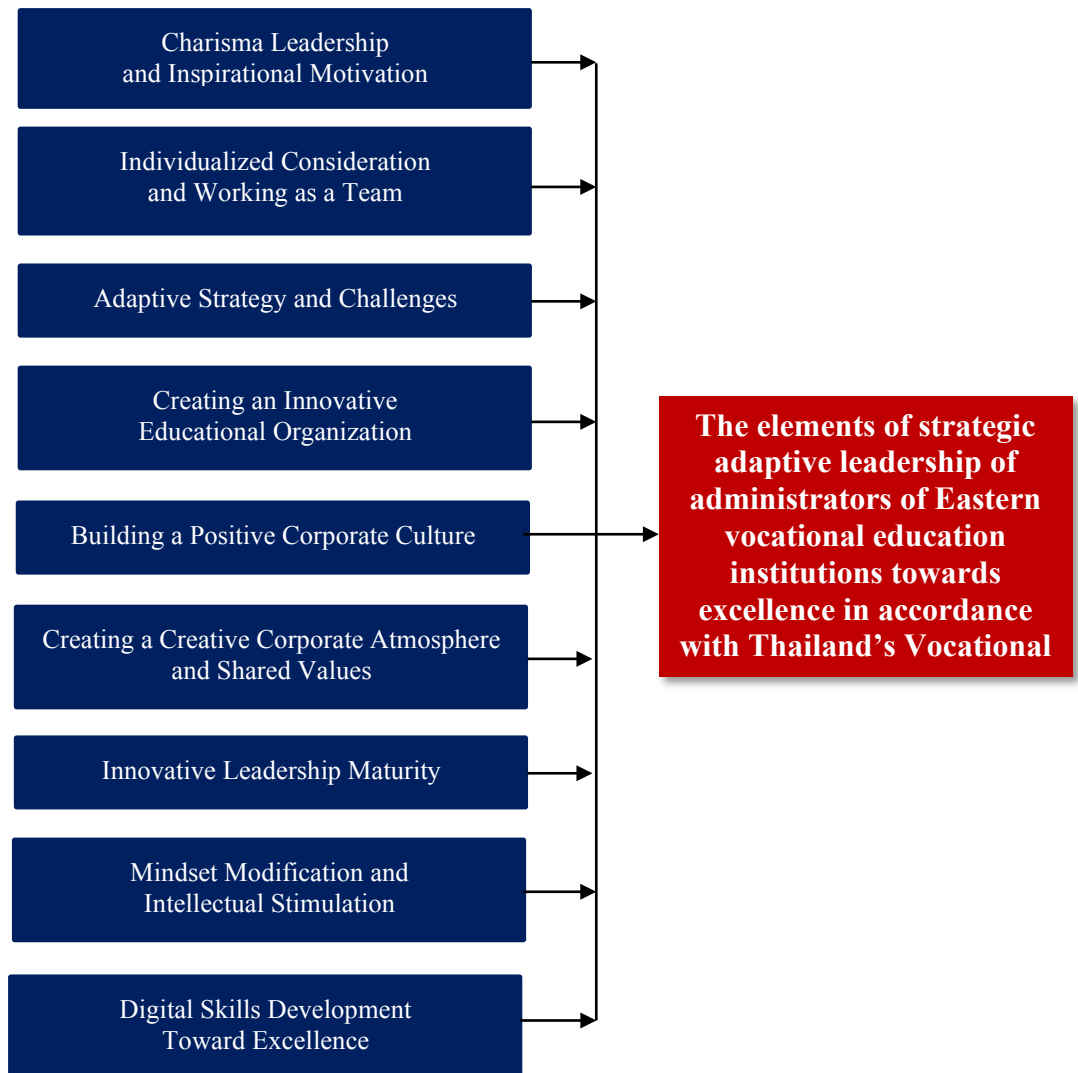 Charisma Leadership
and Inspirational Motivation
Individualized Consideration
and Working as a Team
Adaptive Strategy and Challenges
Creating an Innovative
Educational Organization
Building a Positive Corporate Culture
Creating a Creative Corporate Atmosphere
and Shared Values
Innovative Leadership Maturity
Mindset Modification and
Intellectual Stimulation
Digital Skills Development
Toward Excellence
The elements of strategic
adaptive leadership of
administrators of Eastern
vocational education
institutions towards
excellence in accordance
with Thailand’s Vocational